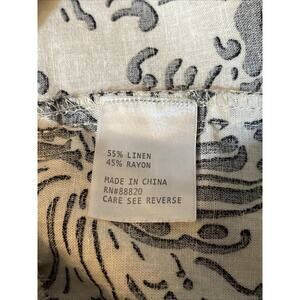 55% LINEN
45% RAYON
MADE IN CHINA
RN#88820
CARE SEE REVERSE